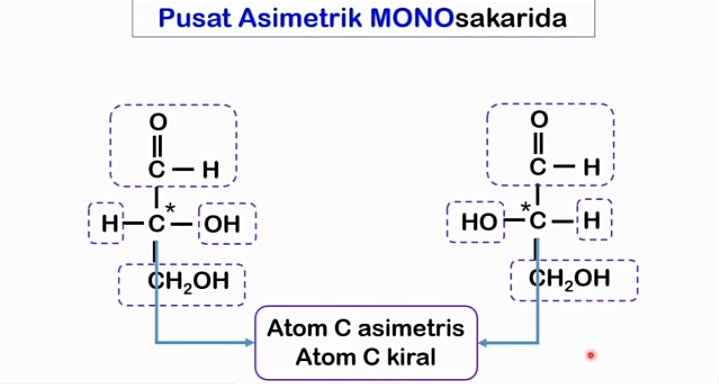 Pusat Asimetrik MONOsakarida
O
C – H
H – C* – OH
CH₂OH
O
C – H
HO – *C – H
CH₂OH
Atom C asimetris
Atom C kiral